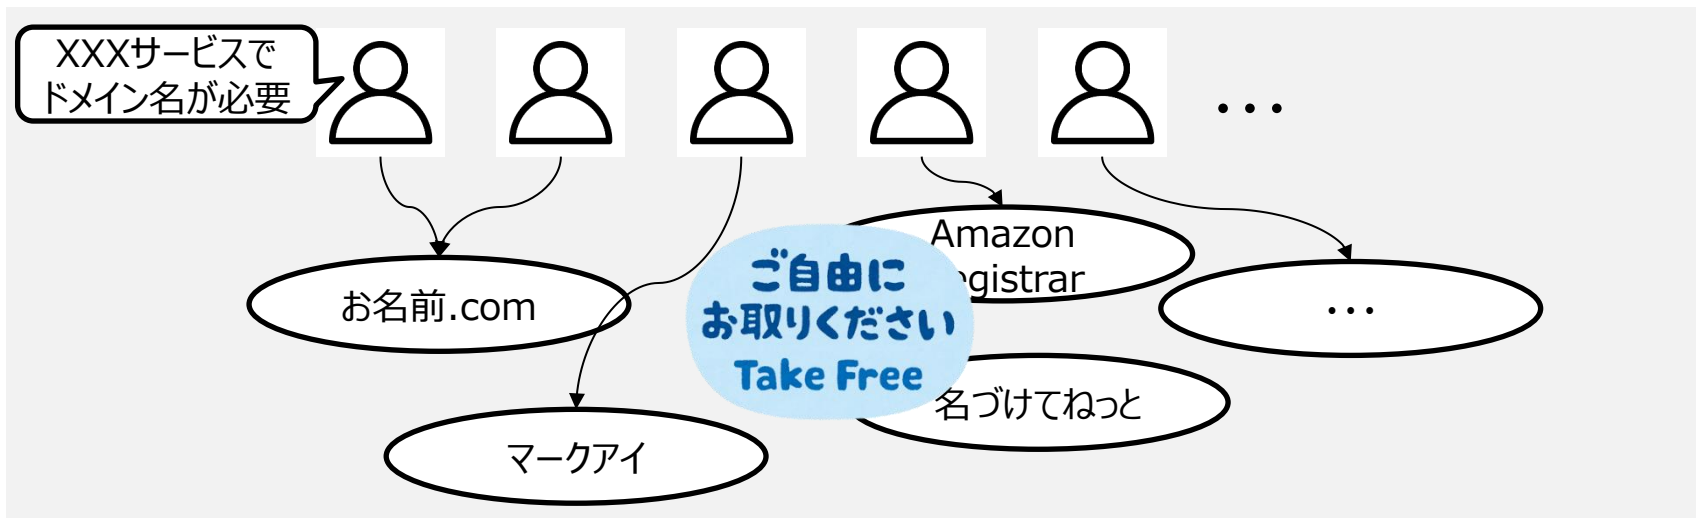 XXXサービスで
ドメイン名が必要
・・・
Amazon
egistrar
お名前.com
・・・
ご自由に
お取りください
Take Free
名づけてねっと
マークアイ